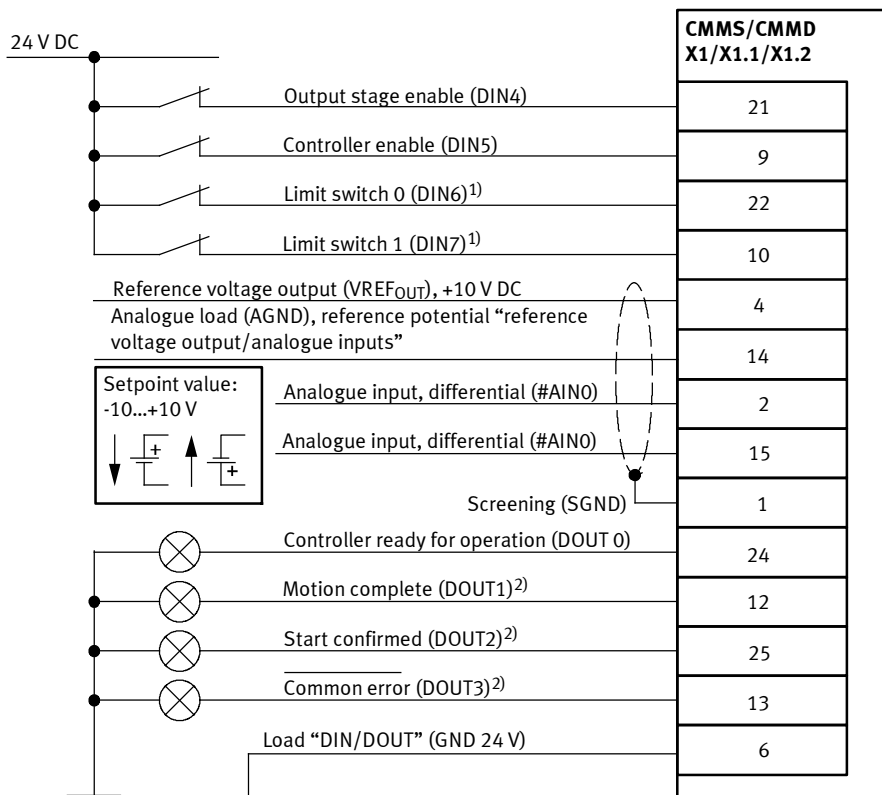 CMMS/CMMD
X1/X1.1/X1.2
24 V DC
Output stage enable (DIN4)
21
Controller enable (DIN5)
9
Limit switch 0 (DIN6)1)
22
Limit switch 1 (DIN7)1)
10
Reference voltage output (VREFOUT), +10 V DC
4
Analogue load (AGND), reference potential “reference
voltage output/analogue inputs”
14
Setpoint value:
-10...+10 V
+
+
Analogue input, differential (#AIN0)
2
Analogue input, differential (#AIN0)
15
Screening (SGND)
1
Controller ready for operation (DOUT 0)
24
Motion complete (DOUT1)2)
12
Start confirmed (DOUT2)2)
25
Common error (DOUT3)2)
13
Load “DIN/DOUT” (GND 24 V)
6